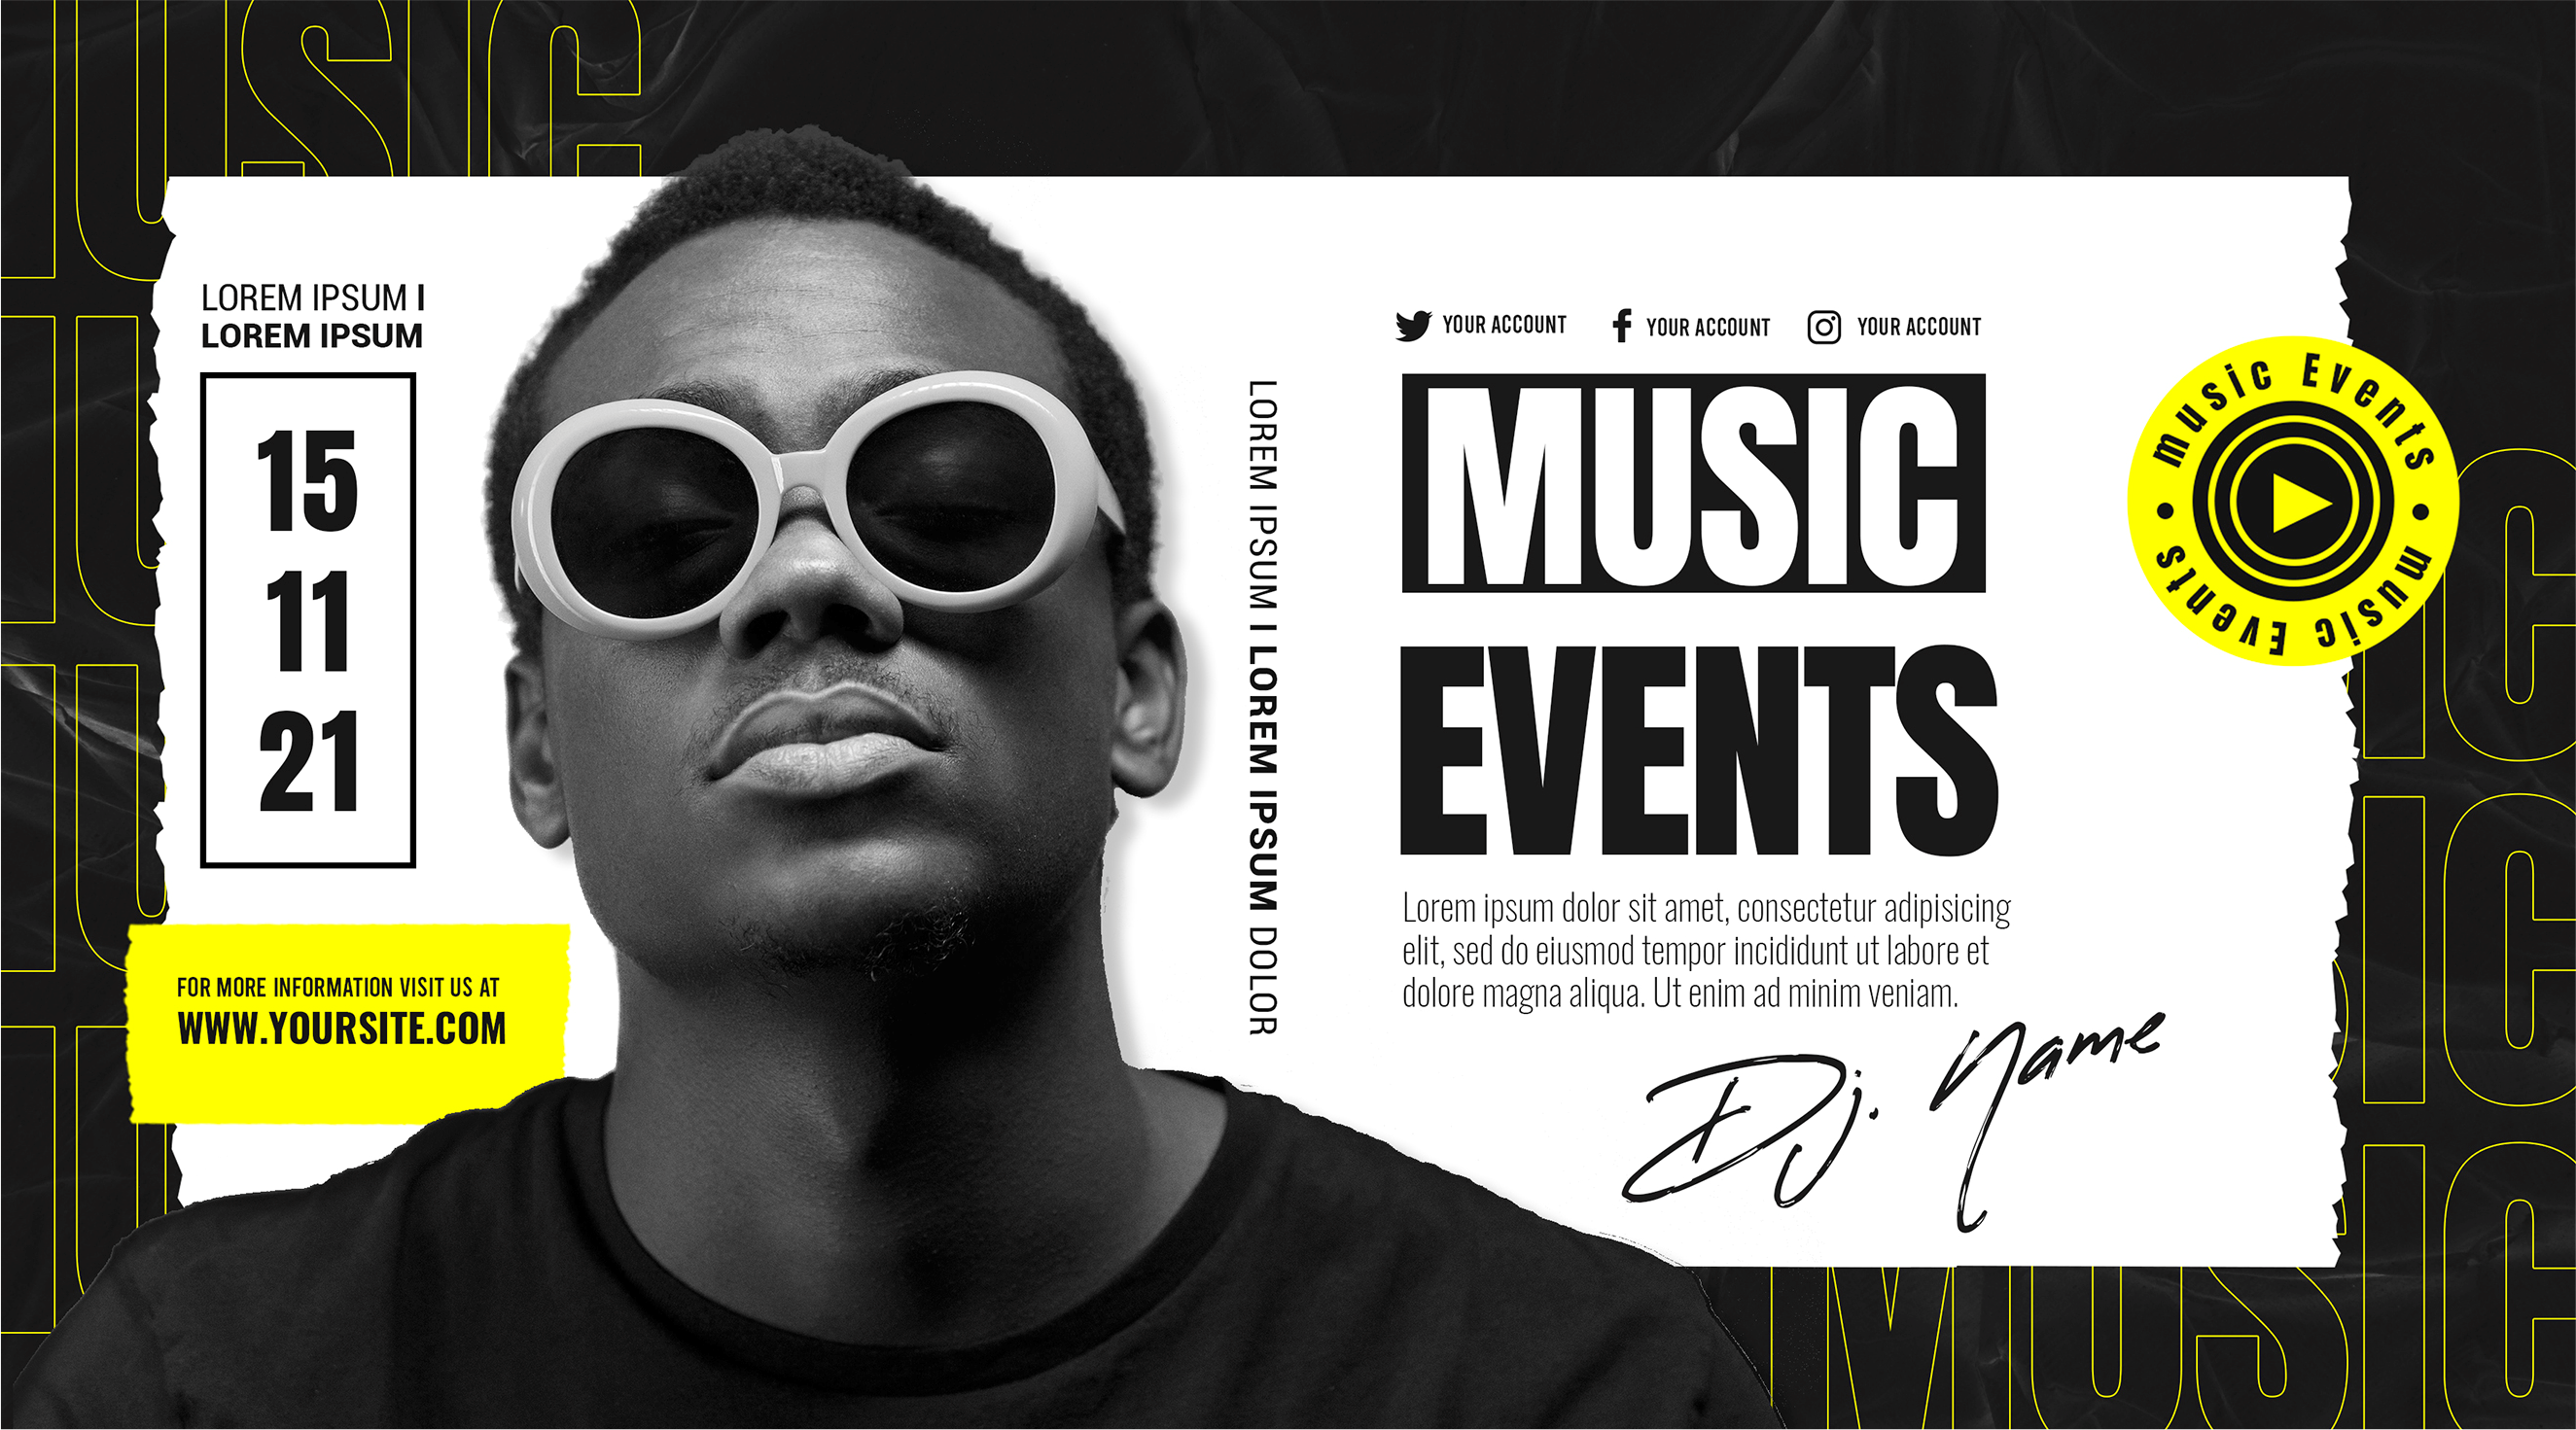 MUSIC
LOREM IPSUM I
LOREM IPSUM
15
11
21
FOR MORE INFORMATION VISIT US AT
WWW.YOURSITE.COM
LOREM IPSUM I LOREM IPSUM DOLOR
YOUR ACCOUNT YOUR ACCOUNT YOUR ACCOUNT
MUSIC
EVENTS
Lorem ipsum dolor sit amet, consectetur adipisicing
elit, sed do eiusmod tempor incididunt ut labore et
dolore magna aliqua. Ut enim ad minim veniam.
Dj. Name
music Events • music Events •
MUSIC